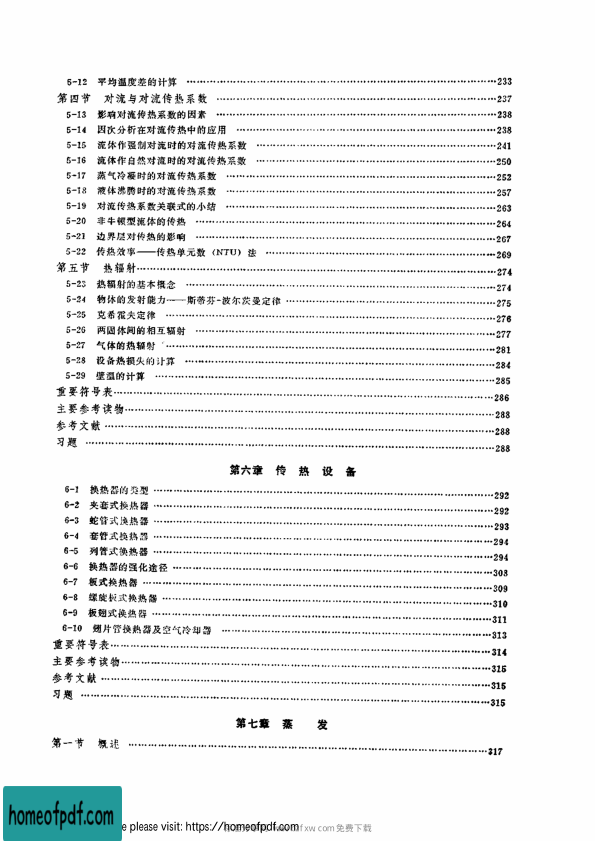 5-12 平均温度差的计算 ……233
第四节 对流与对流传热系数 ……237
5-13 影响对流传热系数的因素 ……238
5-14 因次分析在对流传热中的应用 ……238
5-15 流体作强制对流时的对流传热系数 ……241
5-16 流体作自然对流时的对流传热系数 ……250
5-17 蒸气冷凝时的对流传热系数 ……252
5-18 液体沸腾时的对流传热系数 ……257
5-19 对流传热系数关联式的小结 ……263
5-20 非牛顿型流体的传热 ……264
5-21 边界层对传热的影响 ……267
5-22 传热效率——传热单元数(NTU)法 ……269
第五节 热辐射……274
5-23 热辐射的基本概念 ……274
5-24 物体的发射能力——斯蒂芬-波尔茨曼定律……275
5-25 克希霍夫定律 ……276
5-26 两固体间的相互辐射 ……277
5-27 气体的热辐射 ……281
5-28 设备热损失的计算 ……284
5-29 壁温的计算 ……285
重要符号表……286
主要参考读物……288
参考文献……288
习题 ……288
第六章 传热设备
6-1 换热器的类型……292
6-2 夹套式换热器……292
6-3 蛇管式换热器……293
6-4 套管式换热器……294
6-5 列管式换热器……294
6-6 换热器的强化途径……308
6-7 板式换热器……309
6-8 螺旋板式换热器……310
6-9 板翅式换热器……311
6-10 翅片管换热器及空气冷却器 ……313
重要符号表……314
主要参考读物……315
参考文献……315
习题 ……315
第七章 蒸发
第一节 概述 ……317
homeofpdf.com
e please visit: https://homeofpdf.com
免费下载